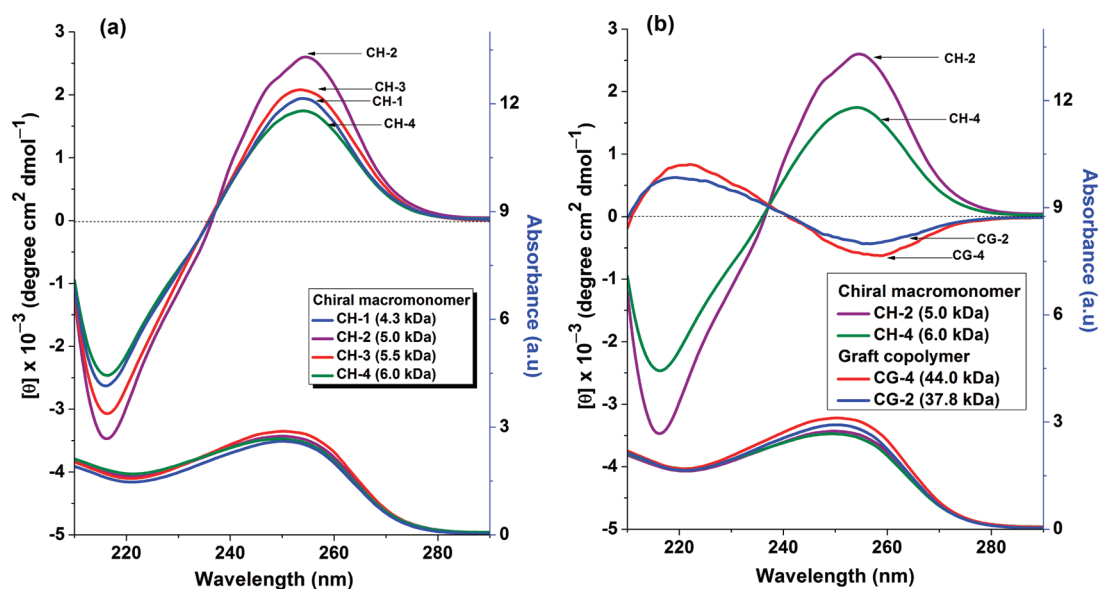 (a)
3
2
1
0
-1
-2
-3
-4
-5
[θ] x 10⁻³ (degree cm² dmol⁻¹)
CH-2
CH-3
CH-1
CH-4
12
9
6
3
0
Absorbance (a.u)
Chiral macromonomer
CH-1 (4.3 kDa)
CH-2 (5.0 kDa)
CH-3 (5.5 kDa)
CH-4 (6.0 kDa)
220 240 260 280
Wavelength (nm)
(b)
3
2
1
0
-1
-2
-3
-4
-5
[θ] x 10⁻³ (degree cm² dmol⁻¹)
CH-2
CH-4
CG-2
CG-4
12
9
6
3
0
Absorbance (a.u)
Chiral macromonomer
CH-2 (5.0 kDa)
CH-4 (6.0 kDa)
Graft copolymer
CG-4 (44.0 kDa)
CG-2 (37.8 kDa)
220 240 260 280
Wavelength (nm)